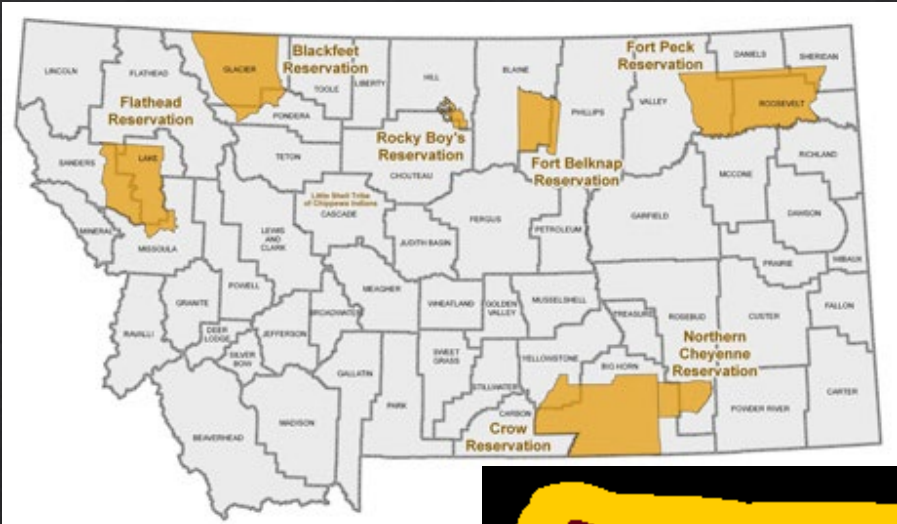 Blackfeet
Reservation
Fort Peck
Reservation
DANIELS
SHERIDAN
LINCOLN
FLATHEAD
GLACIER
TOOLE
LIBERTY
HILL
BLAINE
PHILLIPS
VALLEY
ROOSEVELT
Flathead
Reservation
PONDERA
Rocky Boy's
Reservation
Fort Belknap
Reservation
SANDERS
LAKE
TETON
CHOUTEAU
RICHLAND
MCCONE
Little Shell Tribe
of Chippewa Indians
CASCADE
FERGUS
GARFIELD
DAWSON
MINERAL
MISSOULA
LEWIS
AND
CLARK
JUDITH BASIN
PETROLEUM
PRAIRIE
WIBAUX
POWELL
MEAGHER
GRANITE
BROADWATER
WHEATLAND
GOLDEN
VALLEY
MUSSELSHELL
TREASURE
ROSEBUD
CUSTER
FALLON
RAVALLI
DEER
LODGE
JEFFERSON
SILVER
BOW
SWEET
GRASS
YELLOWSTONE
BIG HORN
Northern
Cheyenne
Reservation
GALLATIN
PARK
STILLWATER
CARBON
POWDER RIVER
CARTER
BEAVERHEAD
MADISON
Crow
Reservation